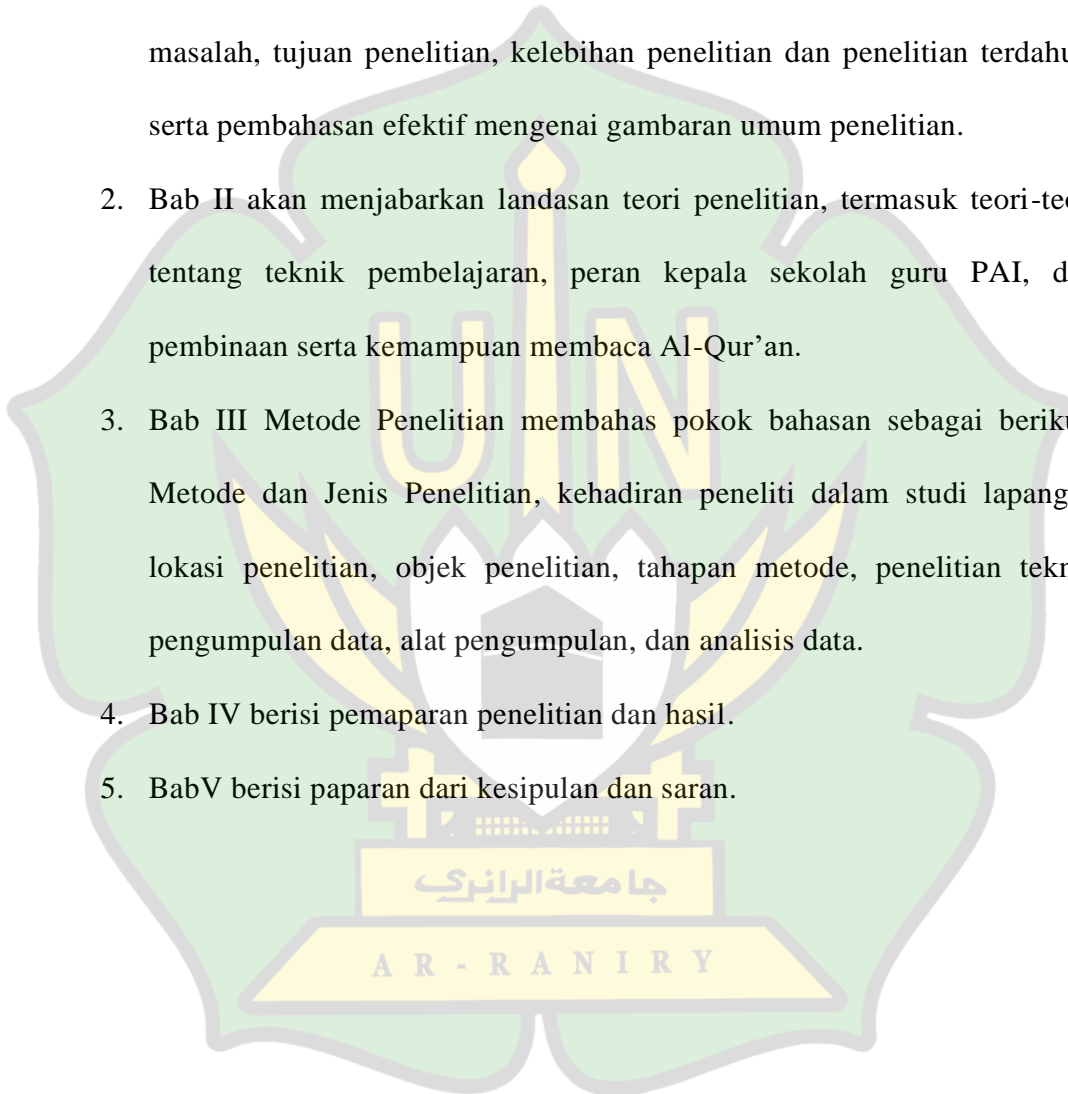 masalah, tujuan penelitian, kelebihan penelitian dan penelitian terdahu
serta pembahasan efektif mengenai gambaran umum penelitian.
2. Bab II akan menjabarkan landasan teori penelitian, termasuk teori-teo
tentang teknik pembelajaran, peran kepala sekolah guru PAI, d
pembinaan serta kemampuan membaca Al-Qur’an.
3. Bab III Metode Penelitian membahas pokok bahasan sebagai beriku
Metode dan Jenis Penelitian, kehadiran peneliti dalam studi lapang
lokasi penelitian, objek penelitian, tahapan metode, penelitian tekn
pengumpulan data, alat pengumpulan, dan analisis data.
4. Bab IV berisi pemaparan penelitian dan hasil.
5. BabV berisi paparan dari kesipulan dan saran.
UIN
جامعةالرانري
AR-RANIRY